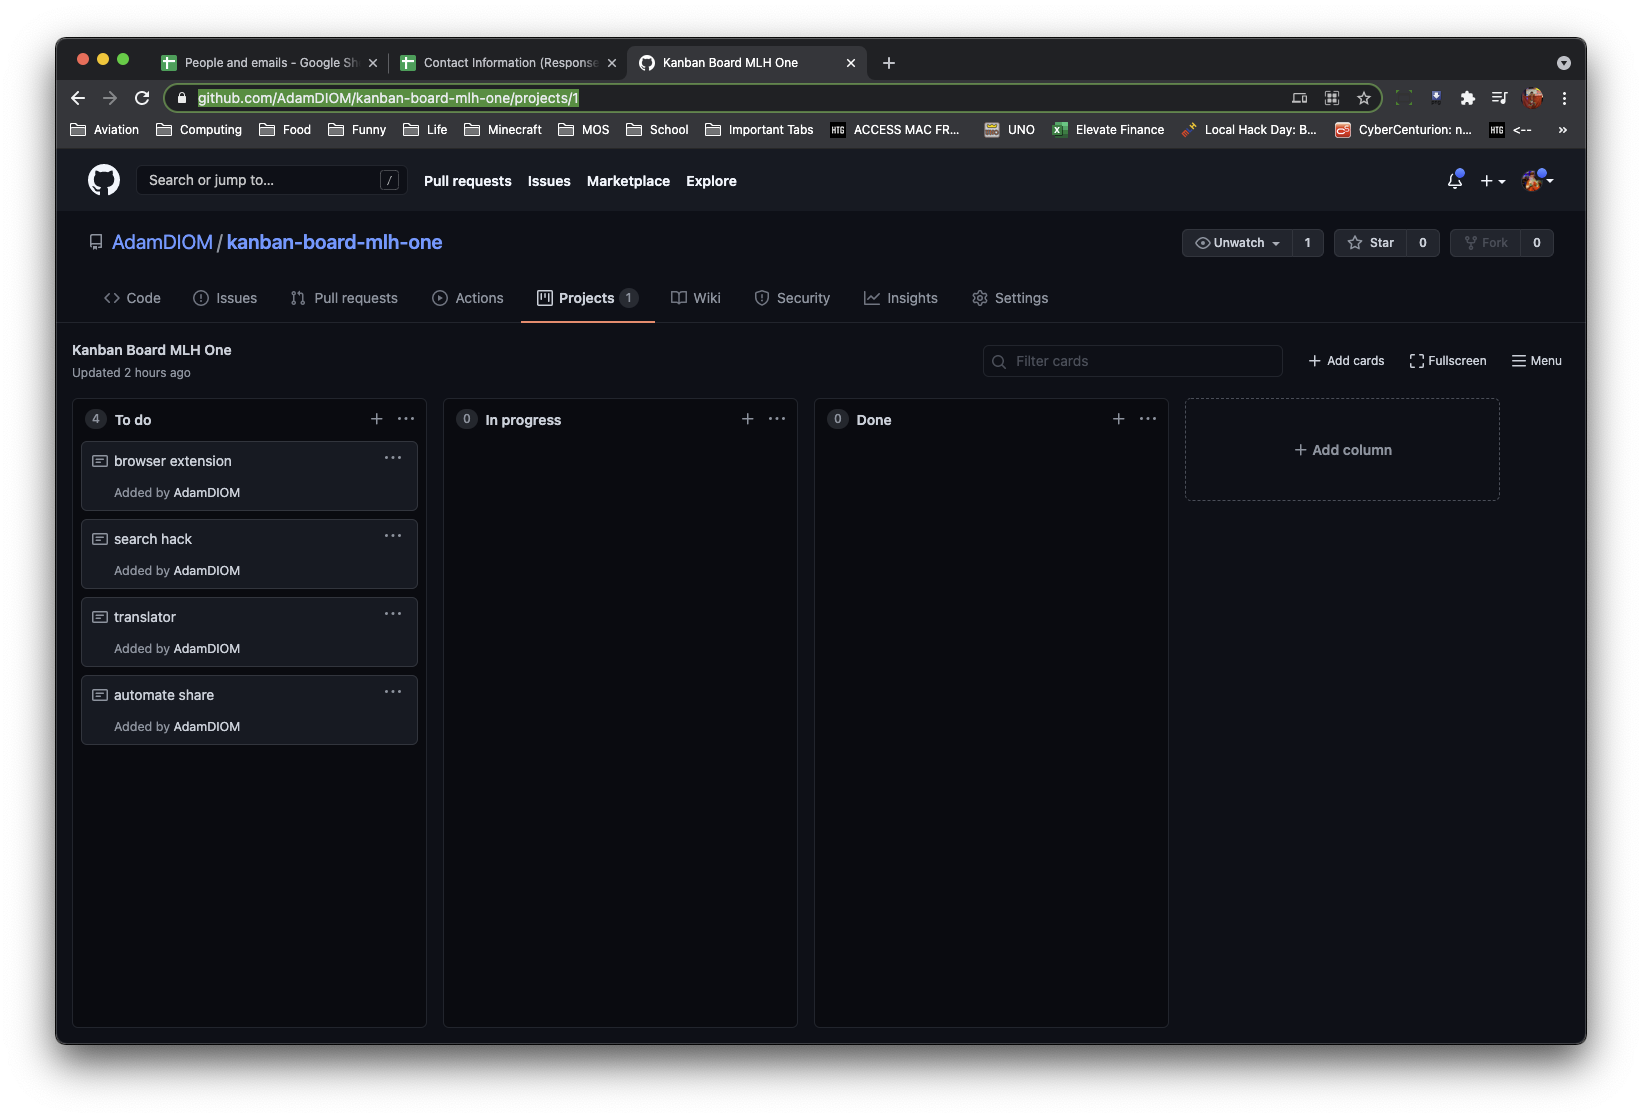 People and emails - Google Sh
Contact Information (Response
Kanban Board MLH One
github.com/AdamDIOM/kanban-board-mlh-one/projects/1
Aviation Computing Food Funny Life Minecraft MOS School Important Tabs HTG ACCESS MAC FR... UNO Elevate Finance Local Hack Day: B... CyberCenturion: n... HTG <-- »
Search or jump to... / Pull requests Issues Marketplace Explore
AdamDIOM / kanban-board-mlh-one
Unwatch 1 Star 0 Fork 0
Code Issues Pull requests Actions Projects 1 Wiki Security Insights Settings
Kanban Board MLH One
Updated 2 hours ago
Filter cards + Add cards Fullscreen Menu
4 To do
browser extension
Added by AdamDIOM
search hack
Added by AdamDIOM
translator
Added by AdamDIOM
automate share
Added by AdamDIOM
0 In progress
0 Done
+ Add column